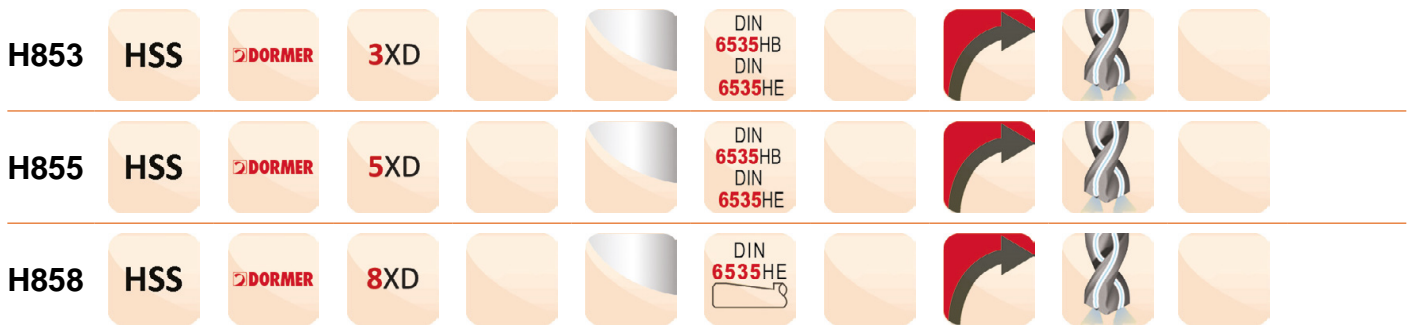 H853 HSS DORMER 3XD DIN
6535HB
DIN
6535HE
H855 HSS DORMER 5XD DIN
6535HB
DIN
6535HE
H858 HSS DORMER 8XD DIN
6535HE